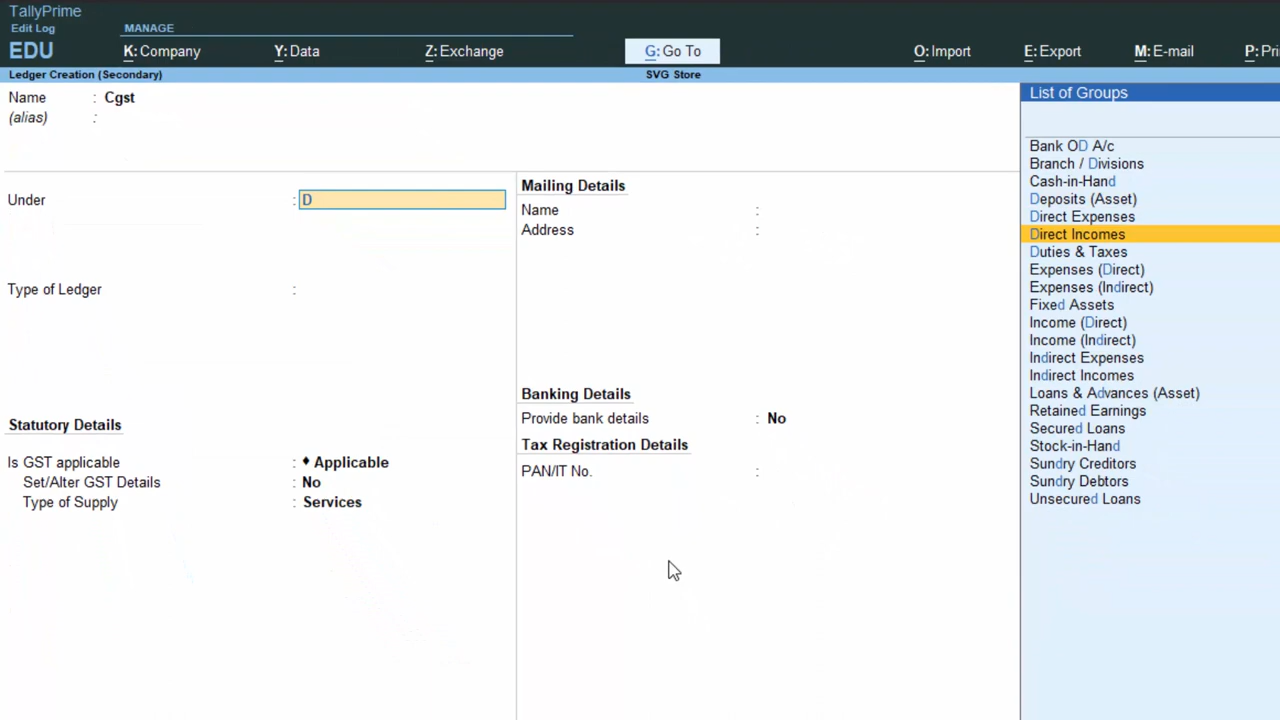 TallyPrime
Edit Log
MANAGE
EDU
K: Company
Y: Data
Z: Exchange
G: Go To
O: Import
E: Export
M: E-mail
P: Pri
Ledger Creation (Secondary)
SVG Store
Name : Cgst
(alias) :
Under : D
Type of Ledger :
Statutory Details
Is GST applicable : ♦ Applicable
Set/Alter GST Details : No
Type of Supply : Services
Mailing Details
Name :
Address :
Banking Details
Provide bank details : No
Tax Registration Details
PAN/IT No. :
List of Groups
Bank OD A/c
Branch / Divisions
Cash-in-Hand
Deposits (Asset)
Direct Expenses
Direct Incomes
Duties & Taxes
Expenses (Direct)
Expenses (Indirect)
Fixed Assets
Income (Direct)
Income (Indirect)
Indirect Expenses
Indirect Incomes
Loans & Advances (Asset)
Retained Earnings
Secured Loans
Stock-in-Hand
Sundry Creditors
Sundry Debtors
Unsecured Loans